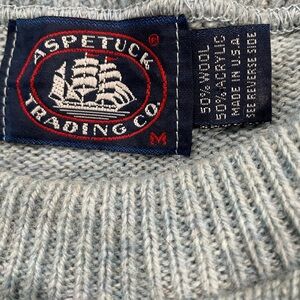 ASPETUCK ®
TRADING CO.
M
50% WOOL
50% ACRYLIC
MADE IN U.S.A.
SEE REVERSE SIDE